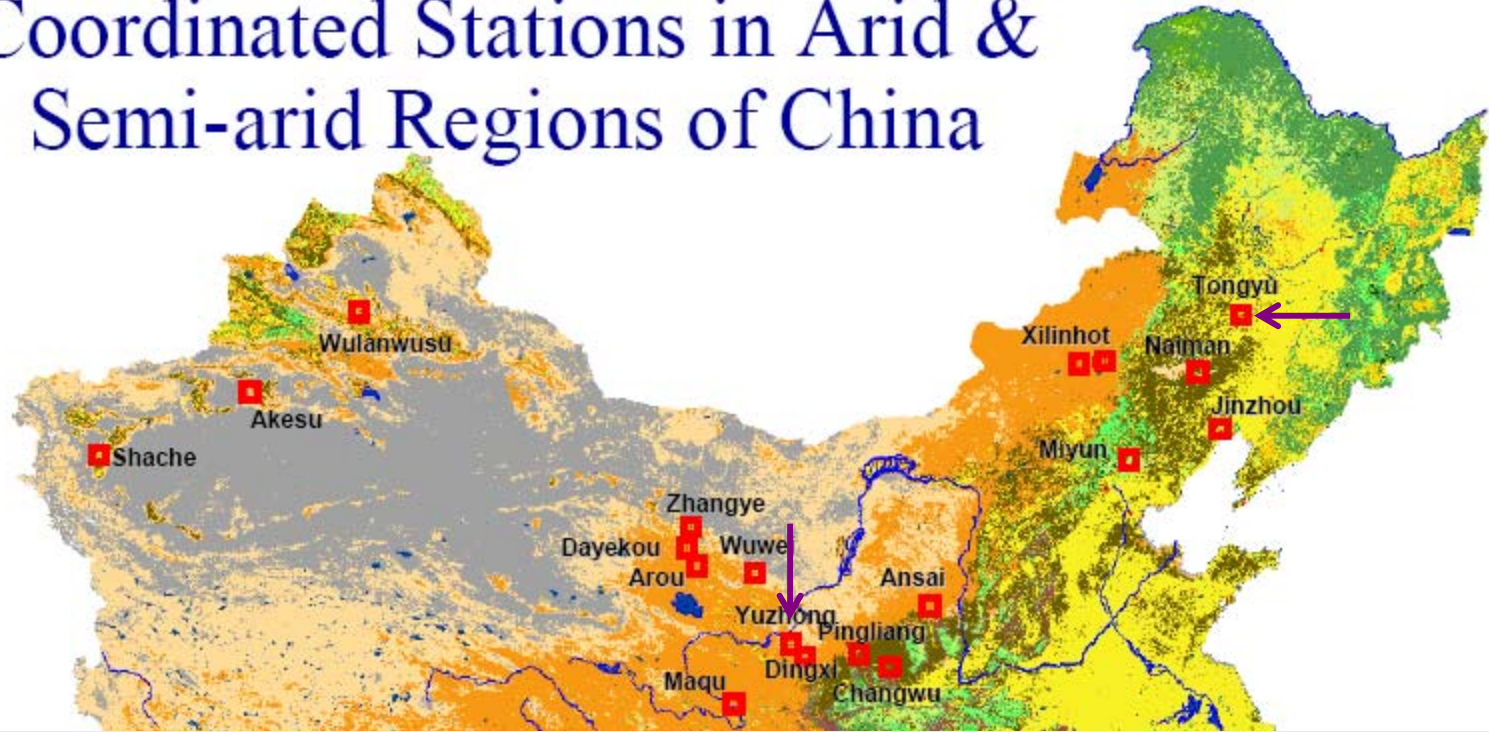 Coordinated Stations in Arid &
Semi-arid Regions of China
Tongyu
Xilinhot
Naiman
Wulanwusu
Jinzhou
Akesu
Miyun
Shache
Zhangye
Dayekou
Wuwe
Arou
Ansai
Yuzhong
Pingliang
Dingxi
Maqu
Changwu